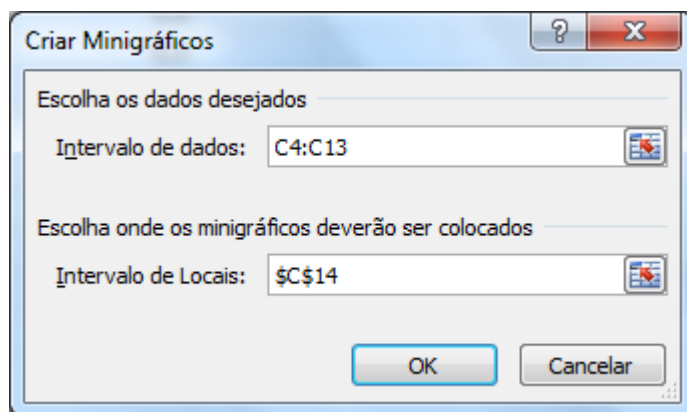 Criar Minigráficos
Escolha os dados desejados
Intervalo de dados: C4:C13
Escolha onde os minigráficos deverão ser colocados
Intervalo de Locais: $C$14
OK Cancelar